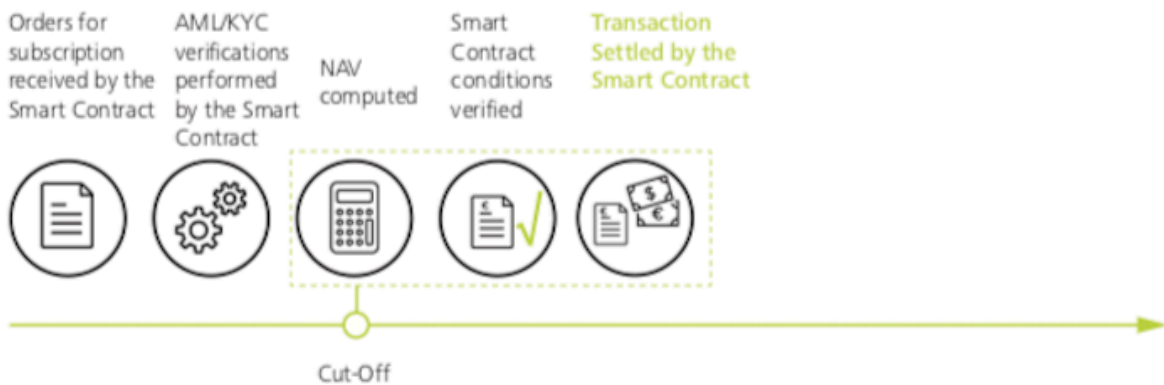 Orders for
subscription
received by the
Smart Contract
AML/KYC
verifications
performed
by the Smart
Contract
NAV
computed
Smart
Contract
conditions
verified
Transaction
Settled by the
Smart Contract
£
£
$
€
Cut-Off